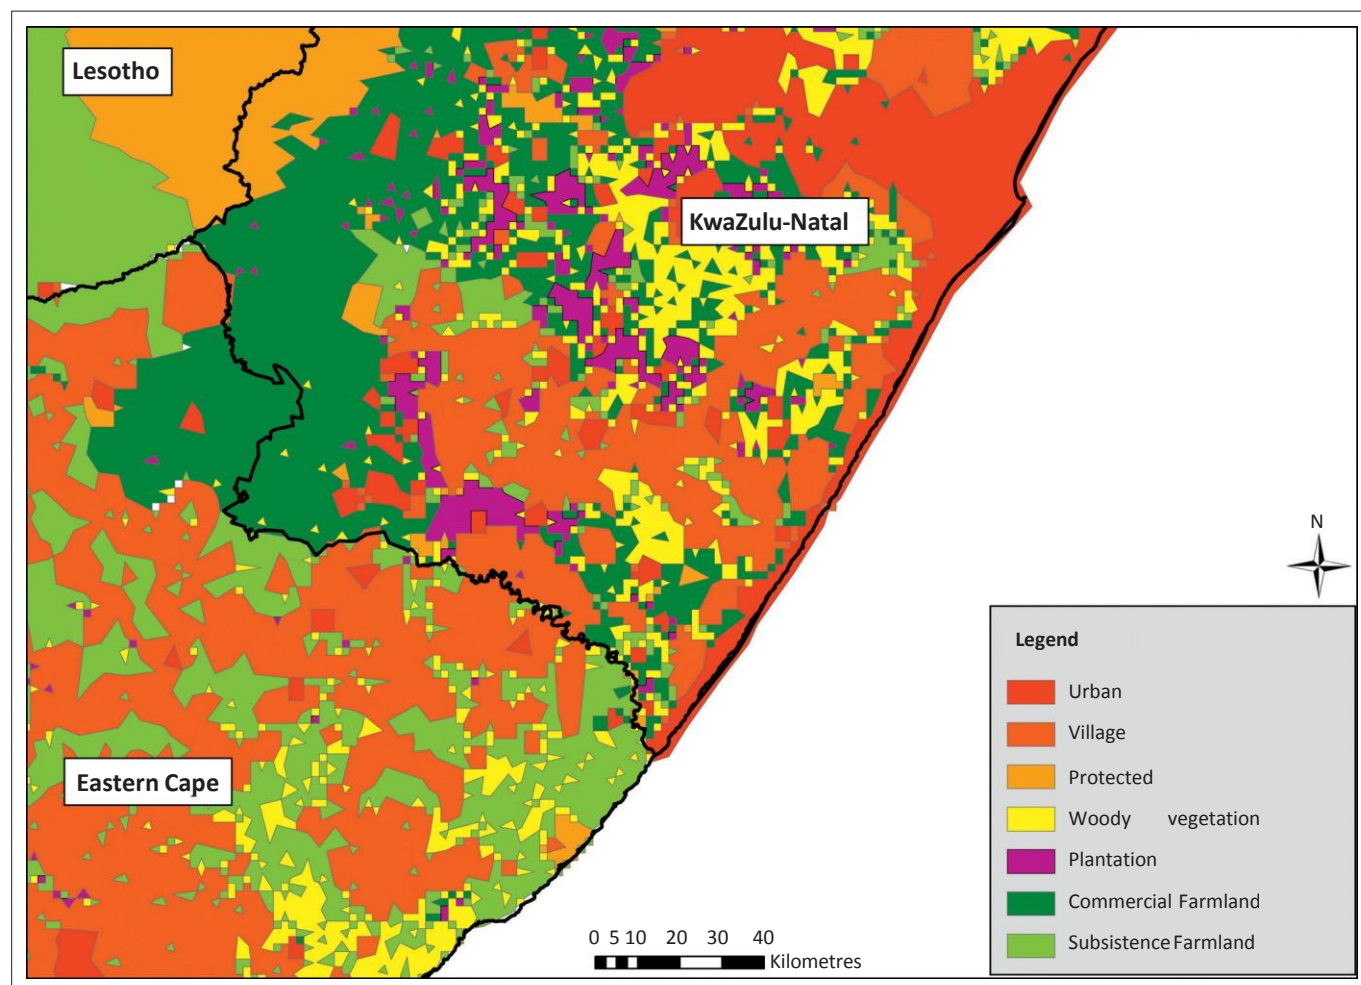 Lesotho
KwaZulu-Natal
Eastern Cape
N
Legend
Urban
Village
Protected
Woody vegetation
Plantation
Commercial Farmland
Subsistence Farmland
0 5 10 20 30 40
Kilometres